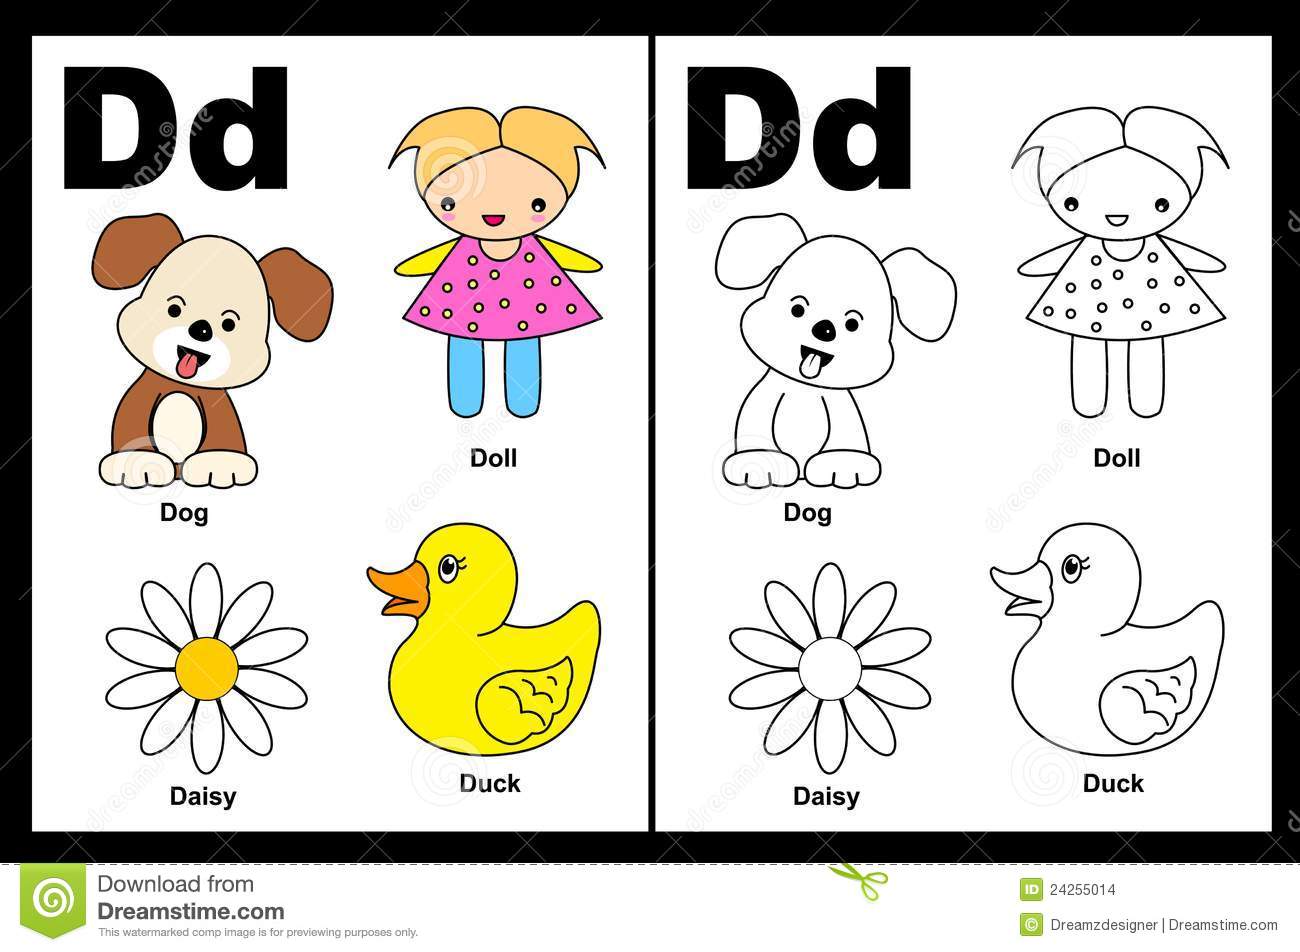 Dd
Doll
Dog
Daisy
Duck
Dd
Doll
Dog
Daisy
Duck
Download from
Dreamstime.com
This watermarked comp image is for previewing purposes only.
ID 24255014
© Dreamzdesigner | Dreamstime.com